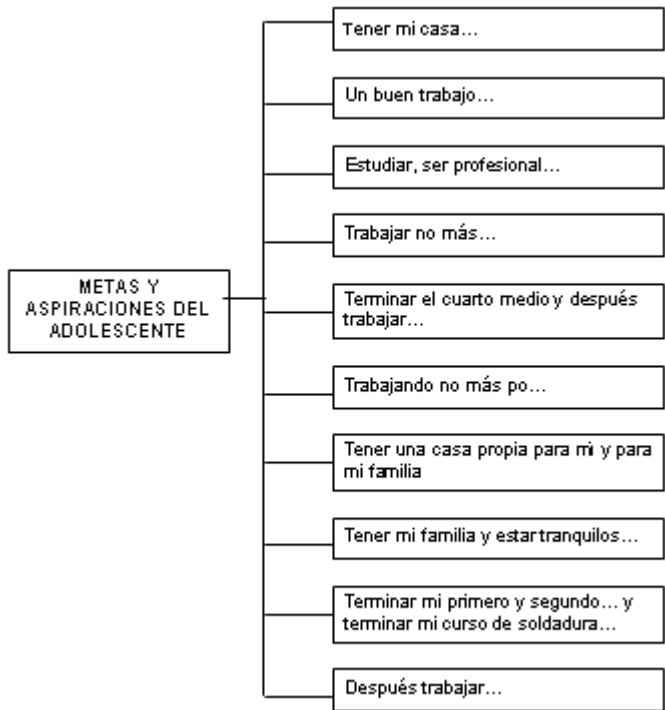 Tener mi casa...
Un buen trabajo...
Estudiar, ser profesional...
Trabajar no más...
METAS Y
ASPIRACIONES DEL
ADOLESCENTE
Terminar el cuarto medio y después
trabajar...
Trabajando no más po...
Tener una casa propia para mi y para
mi familia
Tener mi familia y estar tranquilos...
Terminar mi primero y segundo... y
terminar mi curso de soldadura...
Después trabajar...